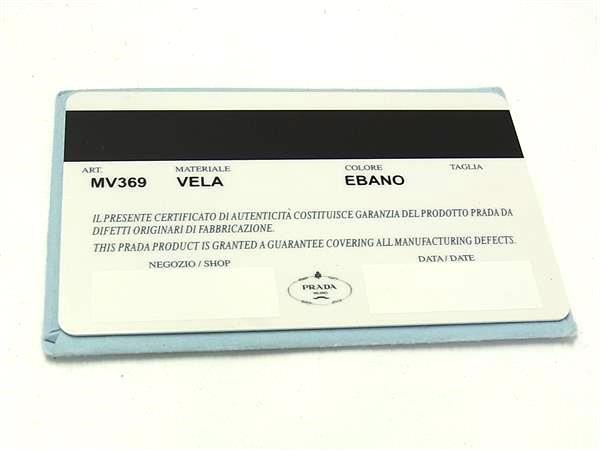 ART. MATERIALE COLORE TAGLIA
MV369 VELA EBANO
IL PRESENTE CERTIFICATO DI AUTENTICITÀ COSTITUISCE GARANZIA DEL PRODOTTO PRADA DA
DIFETTI ORIGINARI DI FABBRICAZIONE.
THIS PRADA PRODUCT IS GRANTED A GUARANTEE COVERING ALL MANUFACTURING DEFECTS.
NEGOZIO / SHOP DATA / DATE
PRADA
MILANO